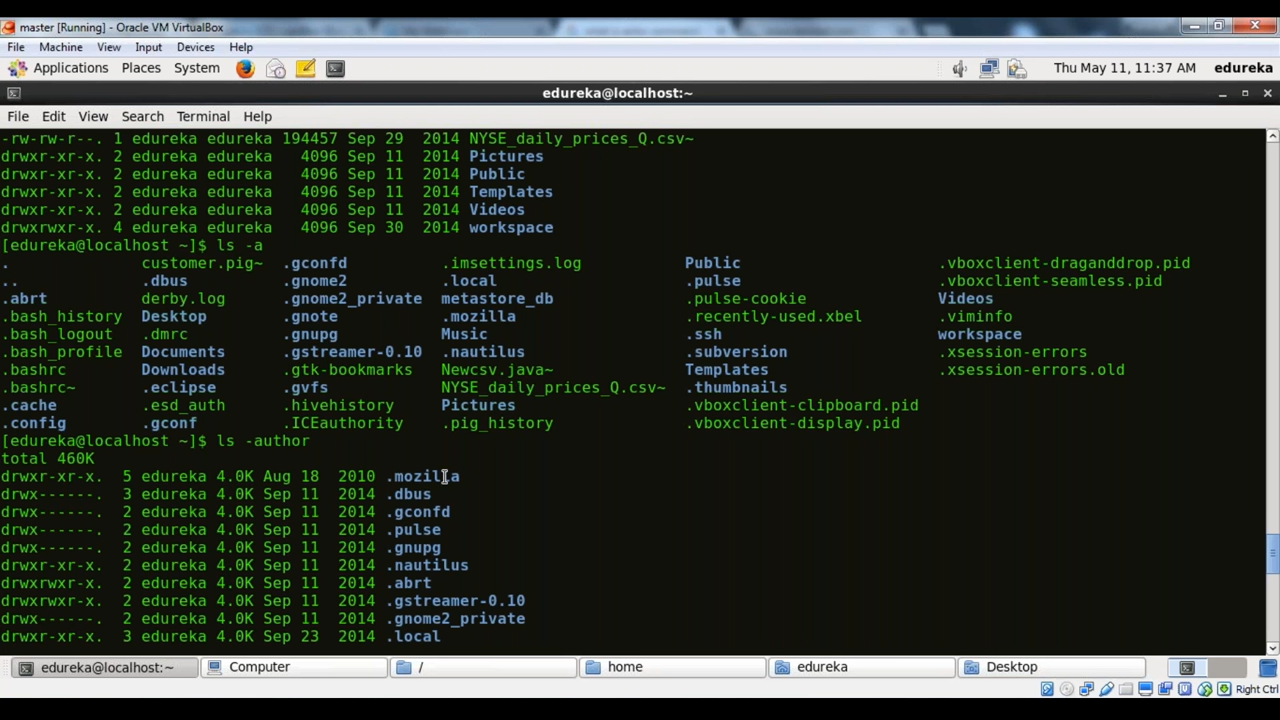 master [Running] - Oracle VM VirtualBox
File Machine View Input Devices Help
Applications Places System Thu May 11, 11:37 AM edureka
edureka@localhost:~
File Edit View Search Terminal Help
-rw-rw-r--. 1 edureka edureka 194457 Sep 29 2014 NYSE_daily_prices_Q.csv~
drwxr-xr-x. 2 edureka edureka 4096 Sep 11 2014 Pictures
drwxr-xr-x. 2 edureka edureka 4096 Sep 11 2014 Public
drwxr-xr-x. 2 edureka edureka 4096 Sep 11 2014 Templates
drwxr-xr-x. 2 edureka edureka 4096 Sep 11 2014 Videos
drwxrwxr-x. 4 edureka edureka 4096 Sep 30 2014 workspace
[edureka@localhost ~]$ ls -a
. customer.pig~ .gconfd .imsettings.log Public .vboxclient-draganddrop.pid
.. .dbus .gnome2 .local .pulse .vboxclient-seamless.pid
.abrt derby.log .gnome2_private metastore_db .pulse-cookie Videos
.bash_history Desktop .gnote .mozilla .recently-used.xbel .viminfo
.bash_logout .dmrc .gnupg Music .ssh workspace
.bash_profile Documents .gstreamer-0.10 .nautilus .subversion .xsession-errors
.bashrc Downloads .gtk-bookmarks Newcsv.java~ Templates .xsession-errors.old
.bashrc~ .eclipse .gvfs NYSE_daily_prices_Q.csv~ .thumbnails
.cache .esd_auth .hivehistory Pictures .vboxclient-clipboard.pid
.config .gconf .ICEauthority .pig_history .vboxclient-display.pid
[edureka@localhost ~]$ ls -author
total 460K
drwxr-xr-x. 5 edureka 4.0K Aug 18 2010 .mozilla
drwx------. 3 edureka 4.0K Sep 11 2014 .dbus
drwx------. 2 edureka 4.0K Sep 11 2014 .gconfd
drwx------. 2 edureka 4.0K Sep 11 2014 .pulse
drwx------. 2 edureka 4.0K Sep 11 2014 .gnupg
drwxr-xr-x. 2 edureka 4.0K Sep 11 2014 .nautilus
drwxrwxr-x. 2 edureka 4.0K Sep 11 2014 .abrt
drwxrwxr-x. 2 edureka 4.0K Sep 11 2014 .gstreamer-0.10
drwx------. 2 edureka 4.0K Sep 11 2014 .gnome2_private
drwxr-xr-x. 3 edureka 4.0K Sep 23 2014 .local
edureka@localhost:~ Computer / home edureka Desktop
Right Ctrl